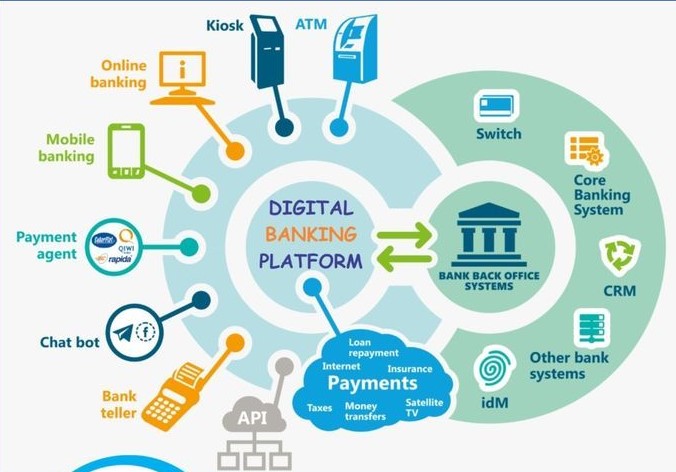 Kiosk
ATM
Online
banking
Mobile
banking
Payment
agent
QIWI
rapida
Chat bot
Bank
teller
API
DIGITAL
BANKING
PLATFORM
BANK BACK OFFICE
SYSTEMS
Switch
Core
Banking
System
CRM
Other bank
systems
idM
Loan
repayment
Internet
Insurance
Payments
Taxes
Money
transfers
Satellite
TV